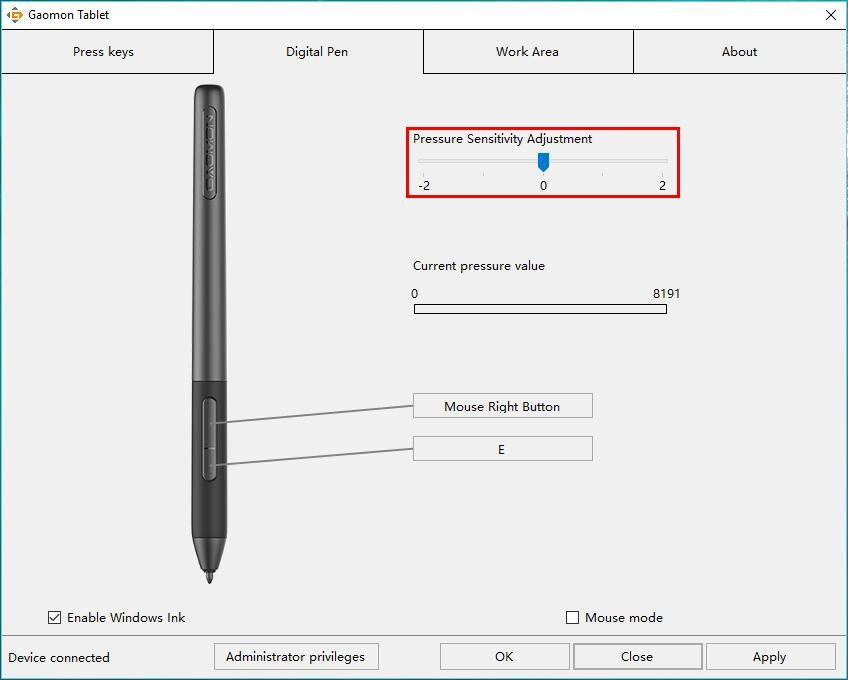 Gaomon Tablet
Press keys
Digital Pen
Work Area
About
GAOMON
Pressure Sensitivity Adjustment
-2 0 2
Current pressure value
0 8191
Mouse Right Button
E
Enable Windows Ink
Mouse mode
Device connected
Administrator privileges
OK
Close
Apply